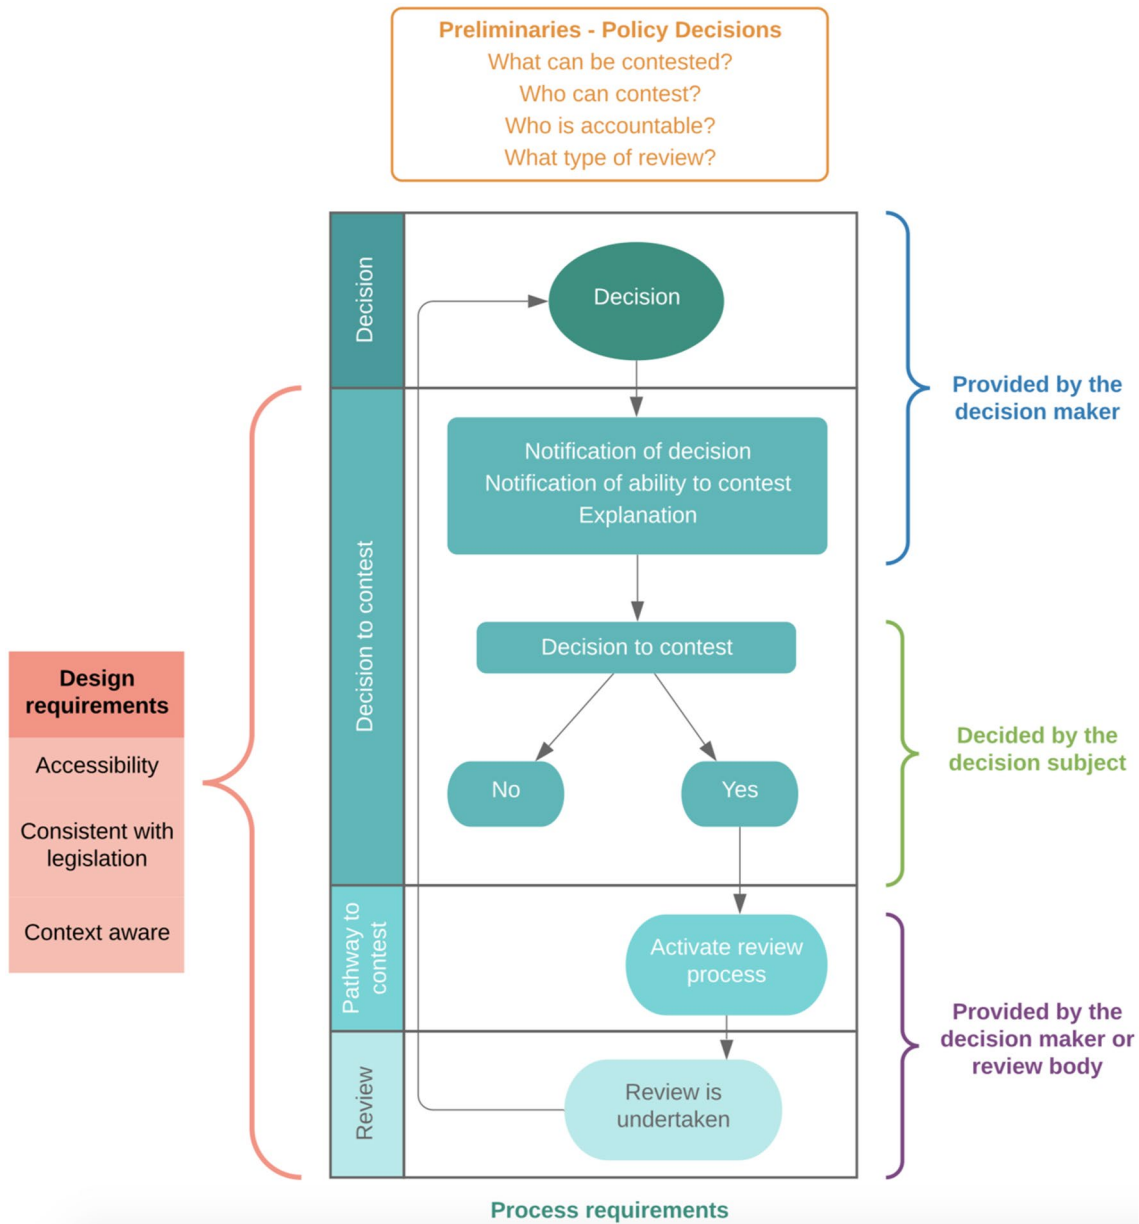 Preliminaries - Policy Decisions
What can be contested?
Who can contest?
Who is accountable?
What type of review?
Decision
Decision
Provided by the
decision maker
Decision to contest
Notification of decision
Notification of ability to contest
Explanation
Decision to contest
No
Yes
Decided by the
decision subject
Design
requirements
Accessibility
Consistent with
legislation
Context aware
Pathway to
contest
Activate review
process
Provided by the
decision maker or
review body
Review
Review is
undertaken
Process requirements